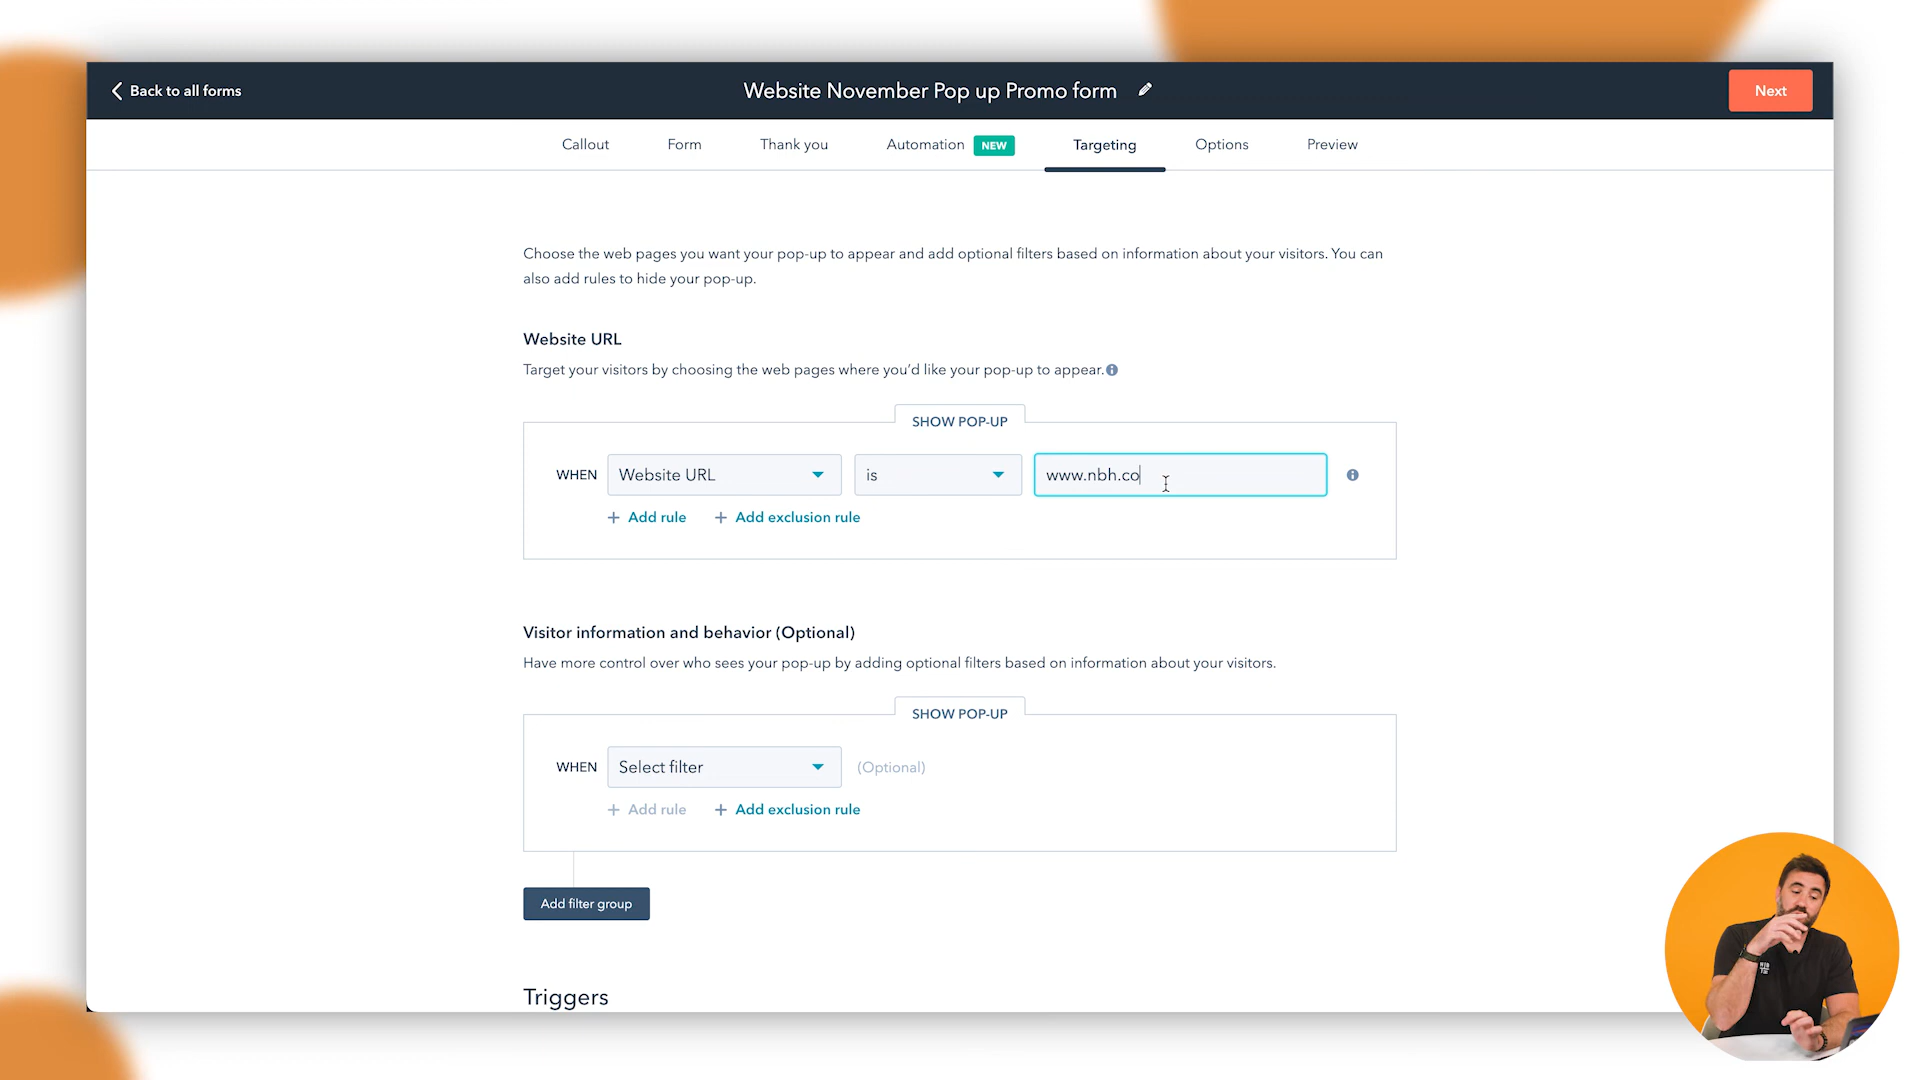 Back to all forms
Website November Pop up Promo form
Next
Callout
Form
Thank you
Automation NEW
Targeting
Options
Preview
Choose the web pages you want your pop-up to appear and add optional filters based on information about your visitors. You can
also add rules to hide your pop-up.
Website URL
Target your visitors by choosing the web pages where you'd like your pop-up to appear.
SHOW POP-UP
WHEN Website URL is www.nbh.co
+ Add rule + Add exclusion rule
Visitor information and behavior (Optional)
Have more control over who sees your pop-up by adding optional filters based on information about your visitors.
SHOW POP-UP
WHEN Select filter (Optional)
+ Add rule + Add exclusion rule
Add filter group
Triggers